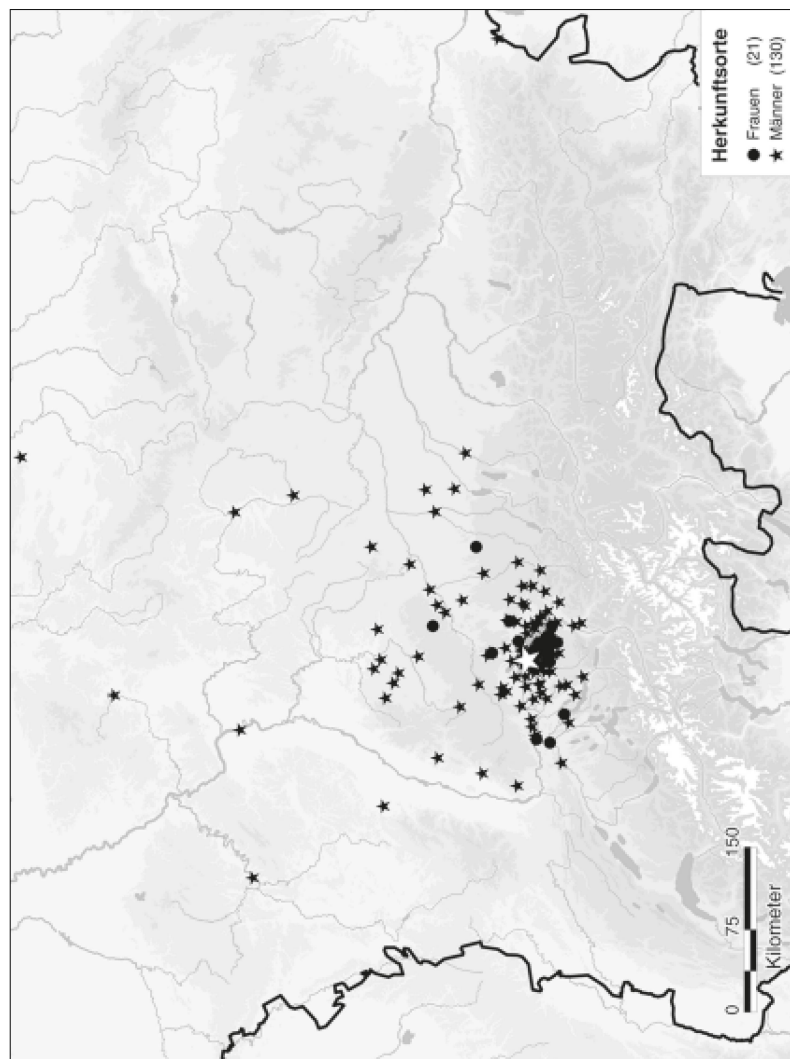 Herkunftsorte
● Frauen (21)
★ Männer (130)
0 75 150
Kilometer